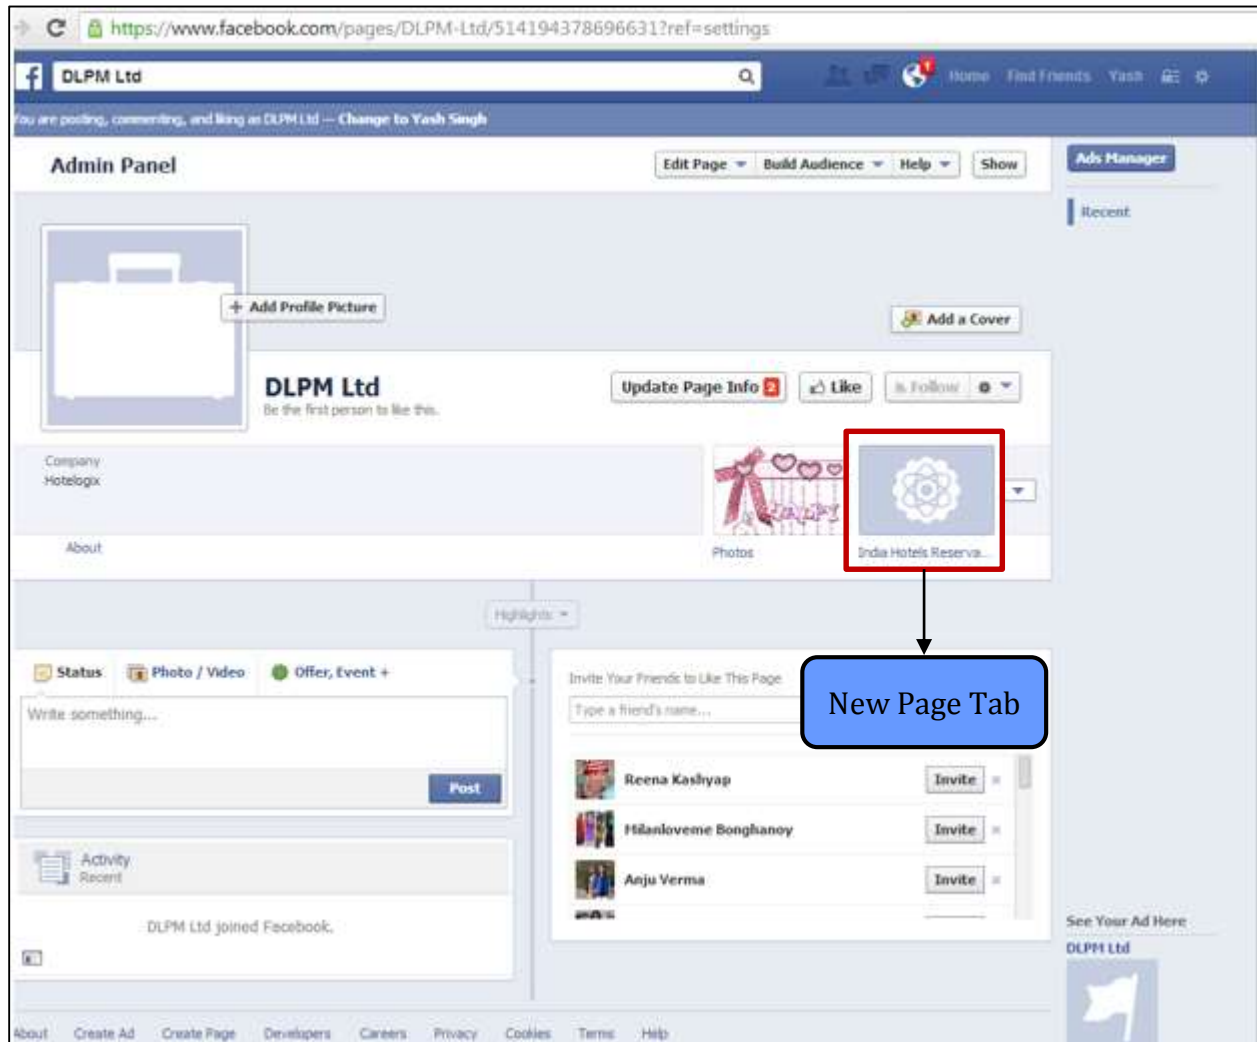 https://www.facebook.com/pages/DLPM-Ltd/514194378696631?ref=settings
f DLPM Ltd 1 Home Find Friends Yash
You are posting, commenting, and liking as DLPM Ltd — Change to Yash Singh
Admin Panel Edit Page Build Audience Help Show Ads Manager
Recent
+ Add Profile Picture
Add a Cover
DLPM Ltd Update Page Info 2 Like Follow
Be the first person to like this.
Company
Hotelogix
About Photos India Hotels Reserva...
Highlights
Status Photo / Video Offer, Event +
Invite Your Friends to Like This Page
New Page Tab
Write something...
Type a friend's name...
Post
Reena Kashyap Invite
Milanloveme Bonghanoy Invite
Activity
Recent
Anju Verma Invite
DLPM Ltd joined Facebook.
See Your Ad Here
DLPM Ltd
About Create Ad Create Page Developers Careers Privacy Cookies Terms Help